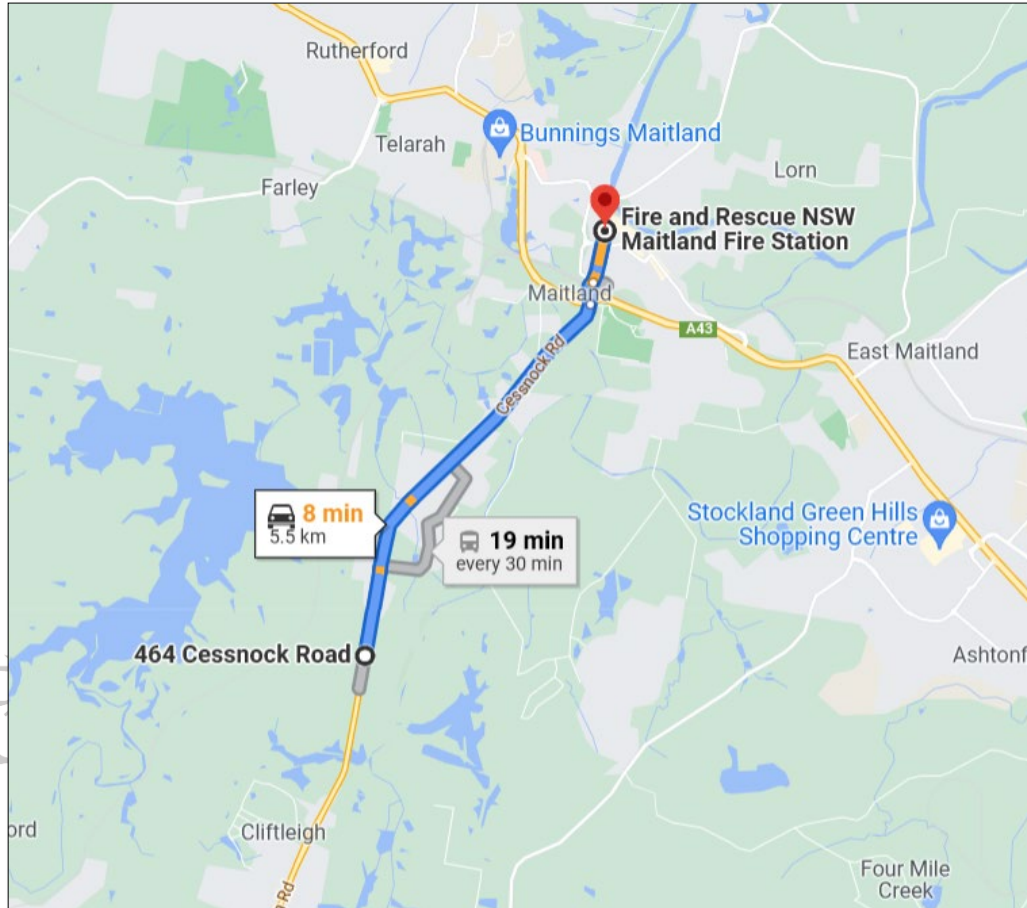 Rutherford
Bunnings Maitland
Telarah
Lorn
Farley
Fire and Rescue NSW
Maitland Fire Station
Maitland
A43
Cessnock Rd
East Maitland
8 min
5.5 km
Stockland Green Hills
Shopping Centre
19 min
every 30 min
464 Cessnock Road
Ashtonf
ord
Cliftleigh
Four Mile
Creek
Rd